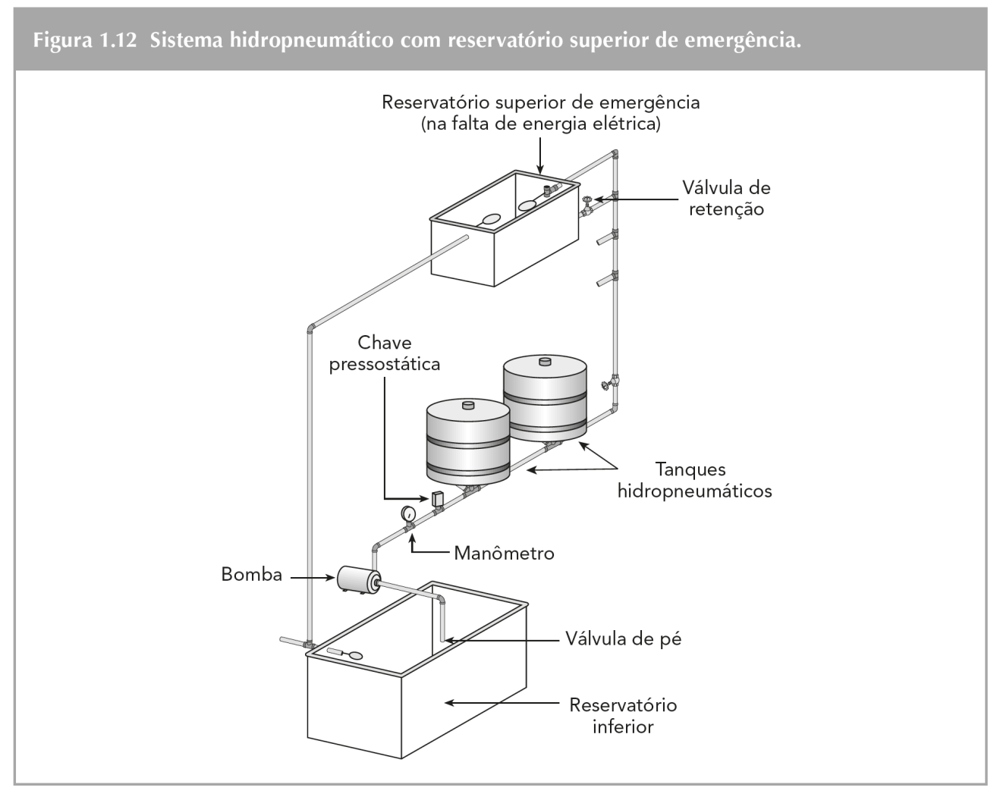 Figura 1.12 Sistema hidropneumático com reservatório superior de emergência.
Reservatório superior de emergência
(na falta de energia elétrica)
Válvula de
retenção
Chave
pressostática
Tanques
hidropneumáticos
Manômetro
Bomba
Válvula de pé
Reservatório
inferior